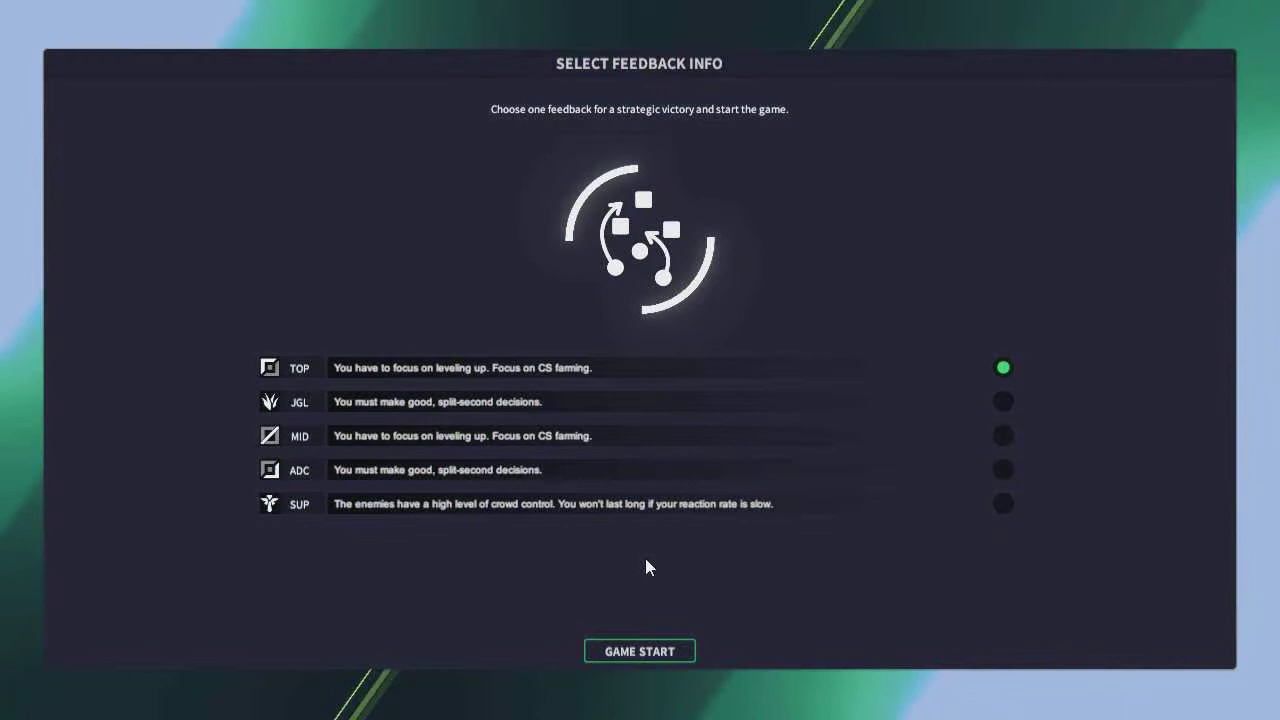 SELECT FEEDBACK INFO
Choose one feedback for a strategic victory and start the game.
TOP You have to focus on leveling up. Focus on CS farming.
JGL You must make good, split-second decisions.
MID You have to focus on leveling up. Focus on CS farming.
ADC You must make good, split-second decisions.
SUP The enemies have a high level of crowd control. You won't last long if your reaction rate is slow.
GAME START